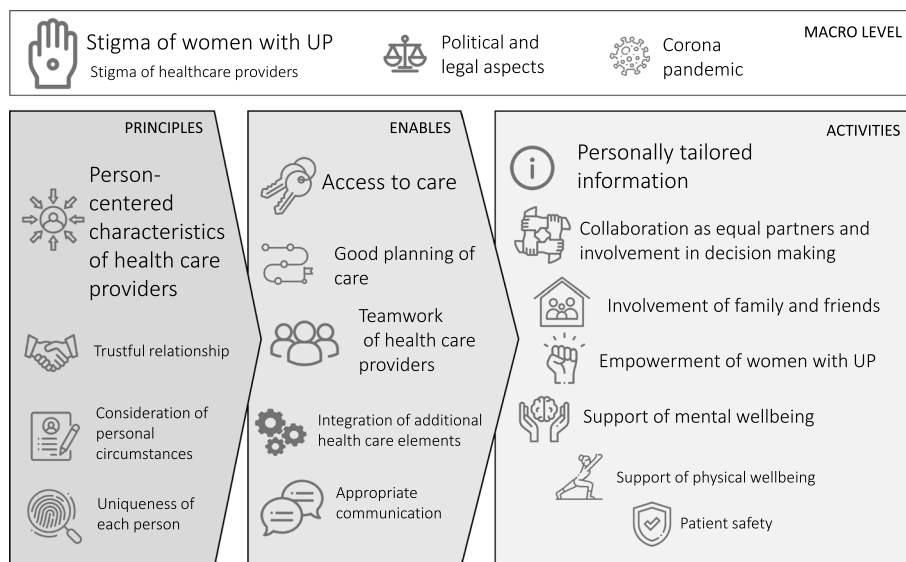 MACRO LEVEL
Stigma of women with UP
Stigma of healthcare providers
Political and
legal aspects
Corona
pandemic
PRINCIPLES
Person-
centered
characteristics
of health care
providers
Trustful relationship
Consideration of
personal
circumstances
Uniqueness of
each person
ENABLES
Access to care
Good planning of
care
Teamwork
of health care
providers
Integration of additional
health care elements
Appropriate
communication
ACTIVITIES
Personally tailored
information
Collaboration as equal partners and
involvement in decision making
Involvement of family and friends
Empowerment of women with UP
Support of mental wellbeing
Support of physical wellbeing
Patient safety